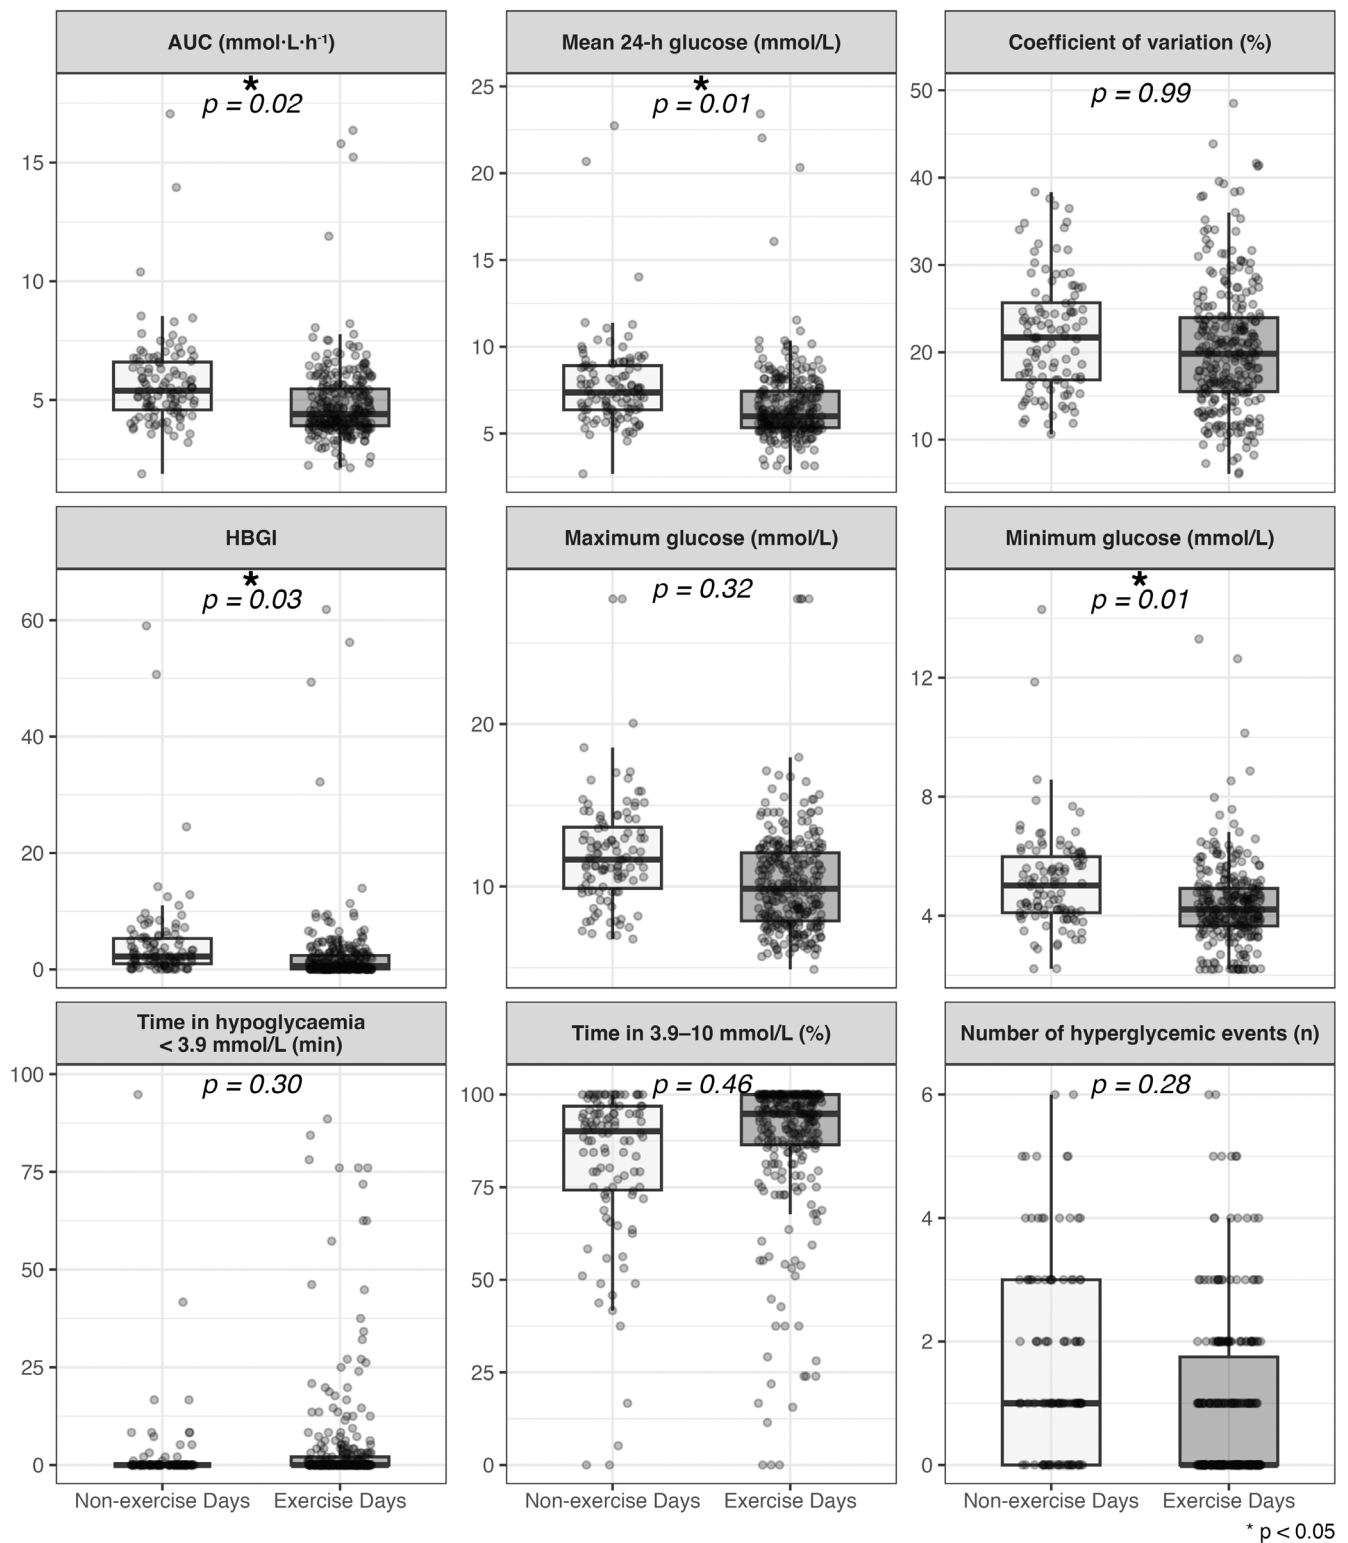 AUC (mmol·L·h⁻¹)
Mean 24-h glucose (mmol/L)
Coefficient of variation (%)
*
p = 0.02
15
10
5
*
p = 0.01
25
20
15
10
5
p = 0.99
50
40
30
20
10
HBGI
Maximum glucose (mmol/L)
Minimum glucose (mmol/L)
*
p = 0.03
60
40
20
0
p = 0.32
20
10
*
p = 0.01
12
8
4
Time in hypoglycaemia
< 3.9 mmol/L (min)
Time in 3.9–10 mmol/L (%)
Number of hyperglycemic events (n)
p = 0.30
100
75
50
25
0
p = 0.46
100
75
50
25
0
p = 0.28
6
4
2
0
Non-exercise Days
Exercise Days
Non-exercise Days
Exercise Days
Non-exercise Days
Exercise Days
* p < 0.05